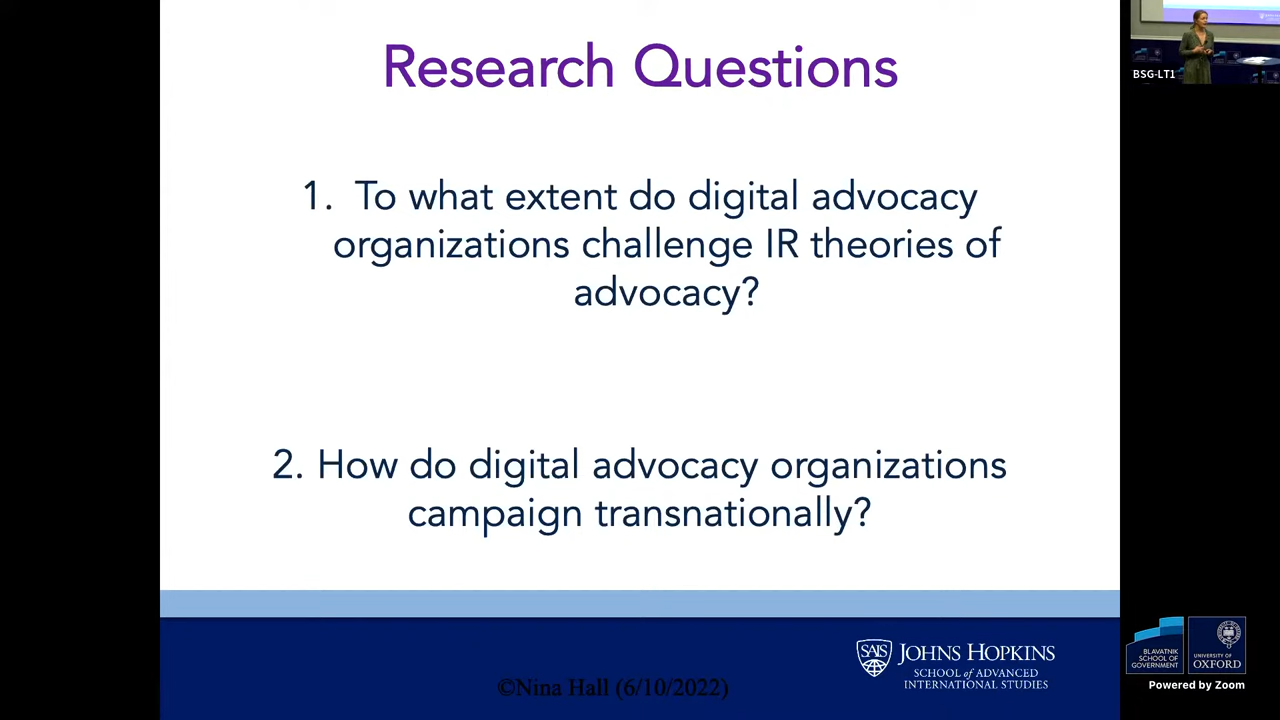 Research Questions
1. To what extent do digital advocacy
organizations challenge IR theories of
advocacy?
2. How do digital advocacy organizations
campaign transnationally?
SAIS
JOHNS HOPKINS
SCHOOL of ADVANCED
INTERNATIONAL STUDIES
©Nina Hall (6/10/2022)
BSG-LT1
BLAVATNIK
SCHOOL OF
GOVERNMENT
UNIVERSITY OF
OXFORD
Powered by Zoom